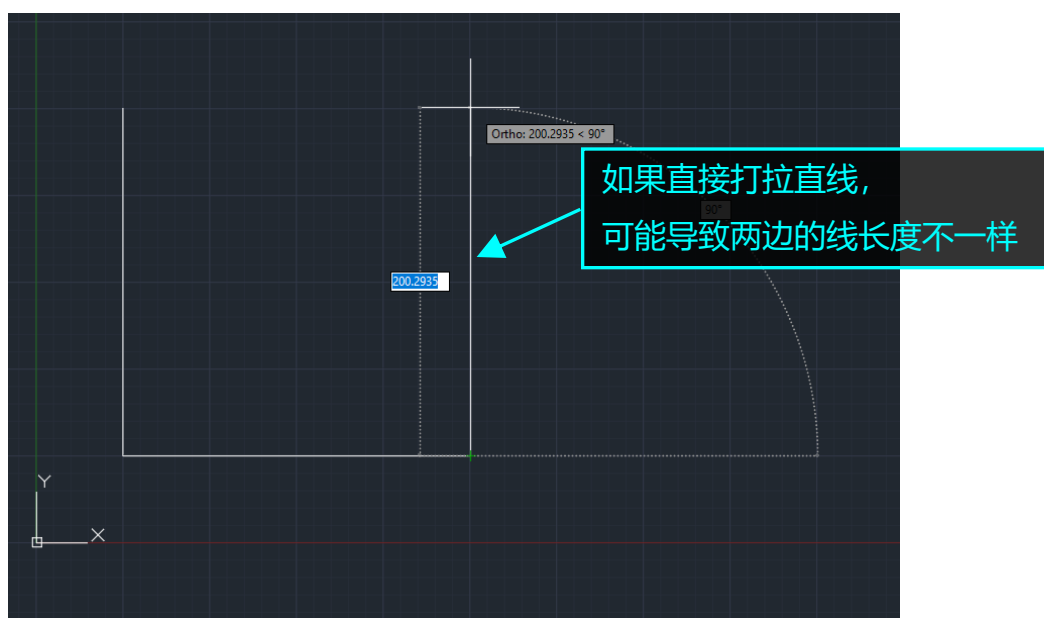 Ortho: 200.2935 < 90°
如果直接打拉直线，
90°
可能导致两边的线长度不一样
200.2935
Y
X